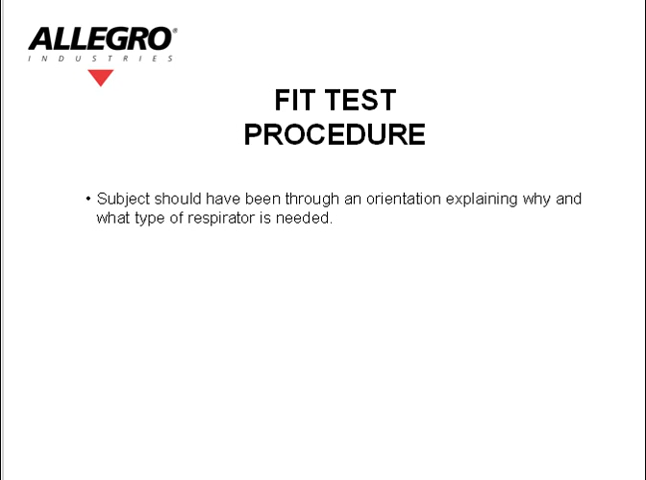 ALLEGRO®
INDUSTRIES
FIT TEST
PROCEDURE
• Subject should have been through an orientation explaining why and
what type of respirator is needed.